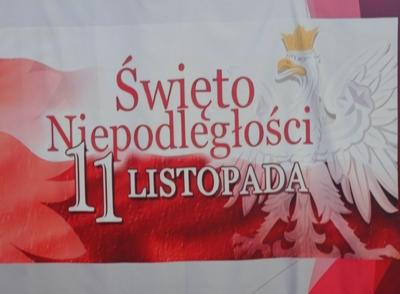 Święto
Niepodległości
11 LISTOPADA